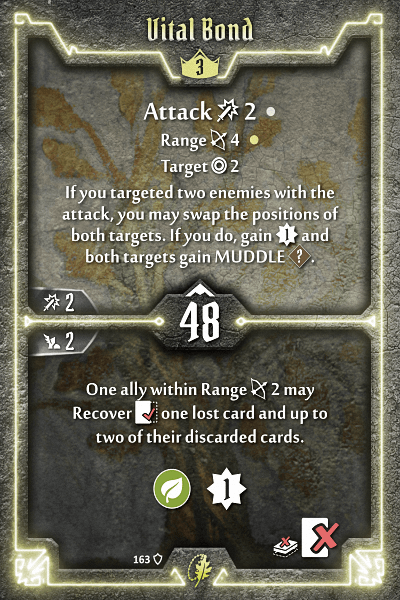 Vital Bond
3
Attack 2
Range 4
Target 2
If you targeted two enemies with the
attack, you may swap the positions of
both targets. If you do, gain 1 and
both targets gain MUDDLE ?.
2
48
2
One ally within Range 2 may
Recover one lost card and up to
two of their discarded cards.
1
163